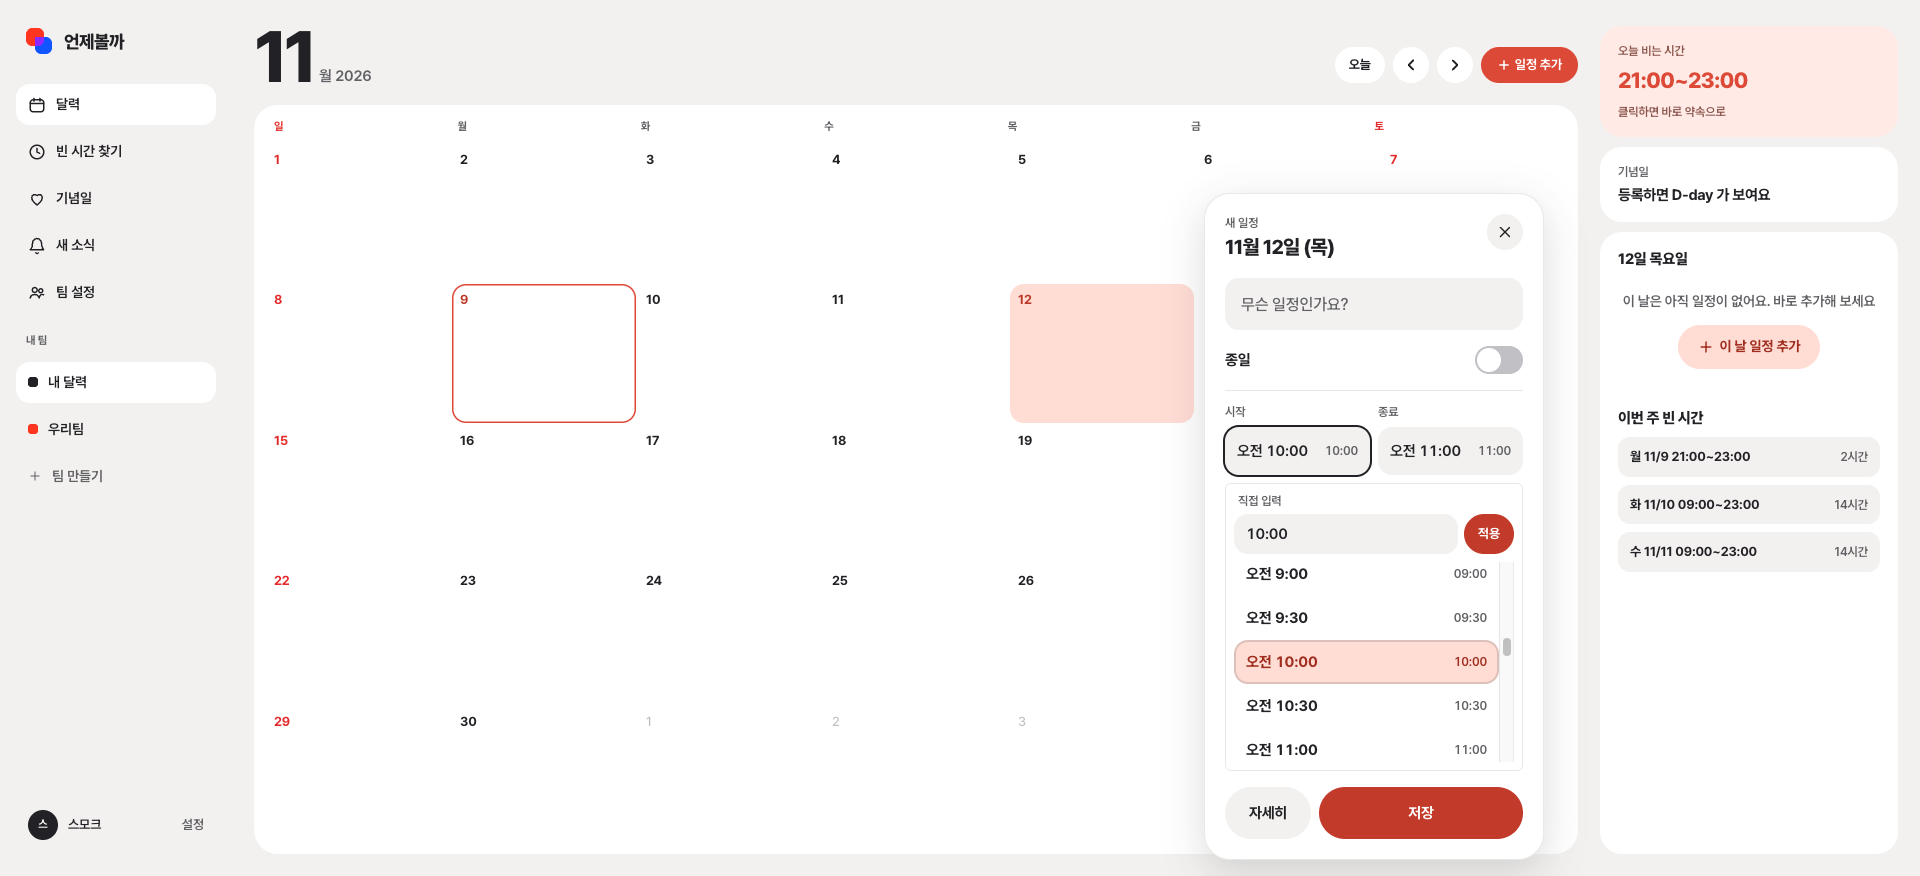 언제볼까
달력
빈 시간 찾기
기념일
새 소식
팀 설정
내 팀
내 달력
우리팀
+ 팀 만들기
스 스모크 설정
11 월 2026
오늘
+ 일정 추가
일 월 화 수 목 금 토
1 2 3 4 5 6 7
8 9 10 11 12
15 16 17 18 19
22 23 24 25 26
29 30 1 2 3
새 일정
11월 12일 (목)
무슨 일정인가요?
종일
시작 종료
오전 10:00 10:00 오전 11:00 11:00
직접 입력
10:00 적용
오전 9:00 09:00
오전 9:30 09:30
오전 10:00 10:00
오전 10:30 10:30
오전 11:00 11:00
자세히 저장
오늘 비는 시간
21:00~23:00
클릭하면 바로 약속으로
기념일
등록하면 D-day 가 보여요
12일 목요일
이 날은 아직 일정이 없어요. 바로 추가해 보세요
+ 이 날 일정 추가
이번 주 빈 시간
월 11/9 21:00~23:00 2시간
화 11/10 09:00~23:00 14시간
수 11/11 09:00~23:00 14시간